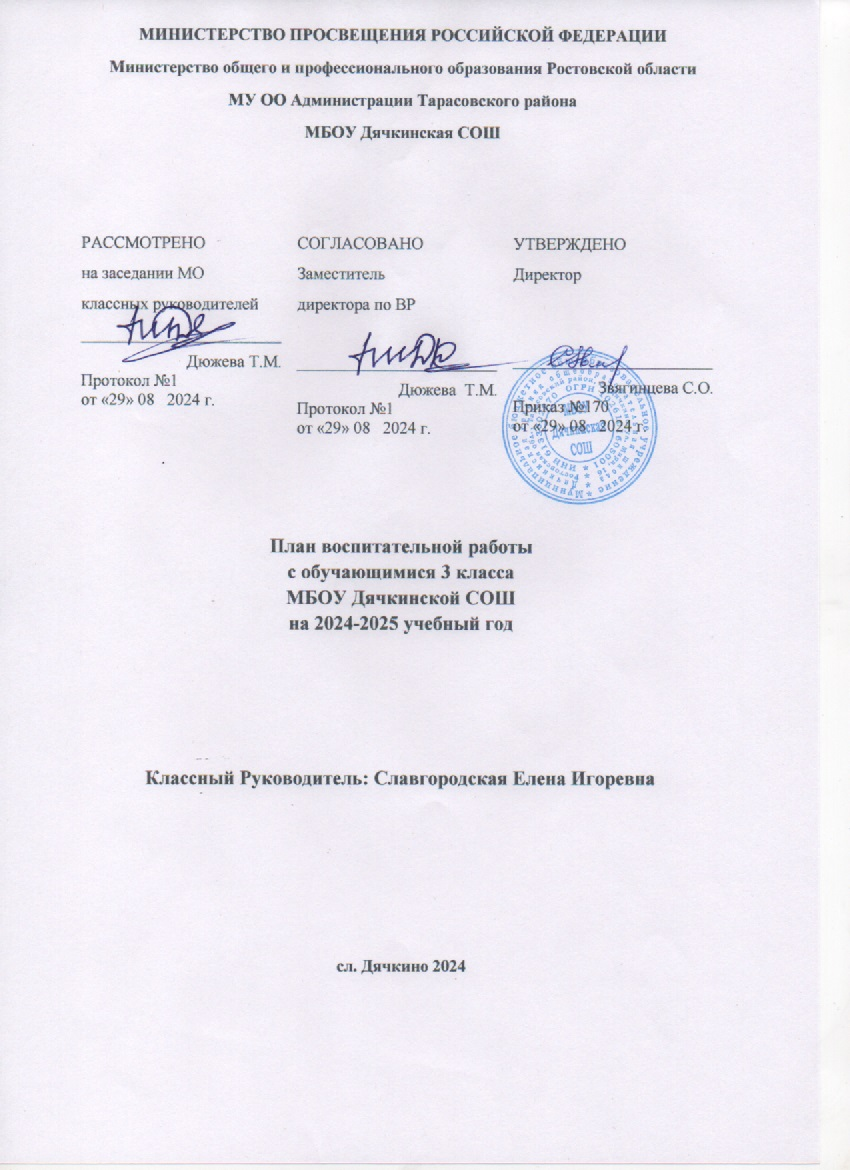 МИНИСТЕРСТВО ПРОСВЕЩЕНИЯ РОССИЙСКОЙ ФЕДЕРАЦИИ
Министерство общего и профессионального образования Ростовской области
МУ ОО Администрации Тарасовского района
МБОУ Дячкинская СОШ
РАССМОТРЕНО
на заседании МО
классных руководителей
Дюжева Т.М.
Протокол №1
от «29» 08 2024 г.
СОГЛАСОВАНО
Заместитель
директора по ВР
Дюжева Т.М.
Протокол №1
от «29» 08 2024 г.
УТВЕРЖДЕНО
Директор
Звягинцева С.О.
Приказ №170
от «29» 08 2024 г.
МБОУ
Дячкинская
СОШ
План воспитательной работы
с обучающимися 3 класса
МБОУ Дячкинской СОШ
на 2024-2025 учебный год
Классный Руководитель: Славгородская Елена Игоревна
сл. Дячкино 2024